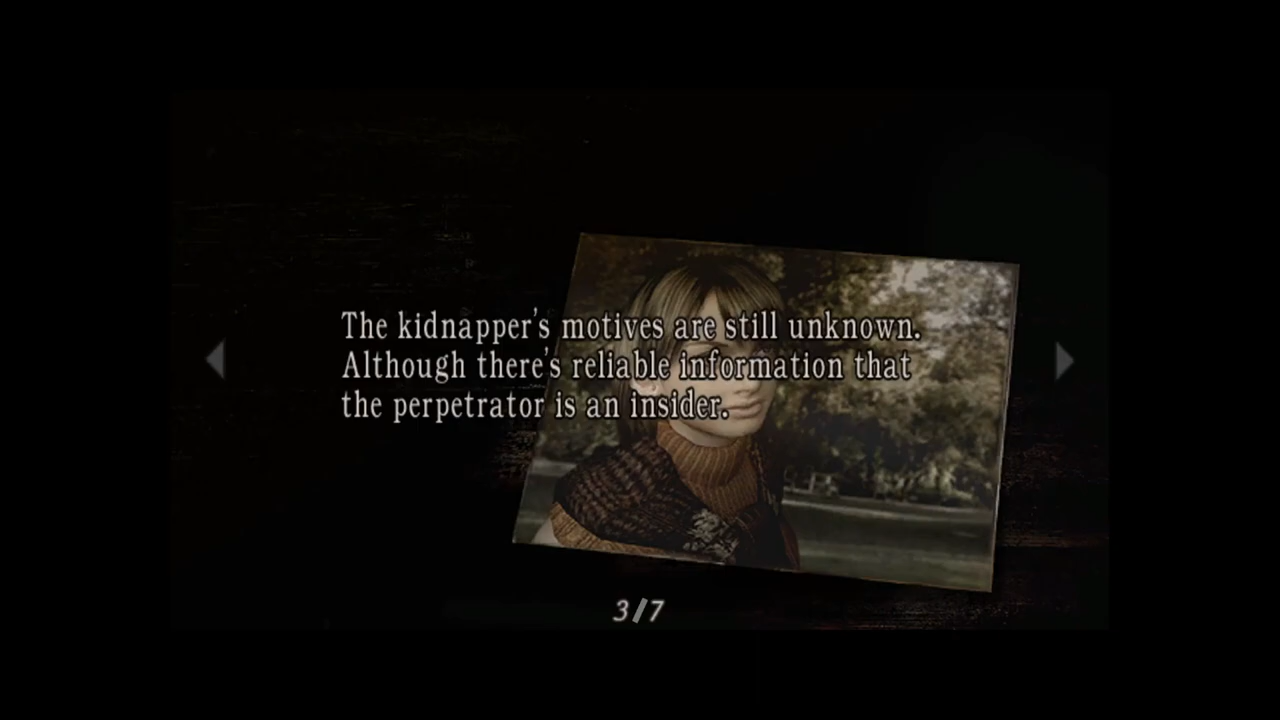 The kidnapper's motives are still unknown.
Although there's reliable information that
the perpetrator is an insider.
3/7